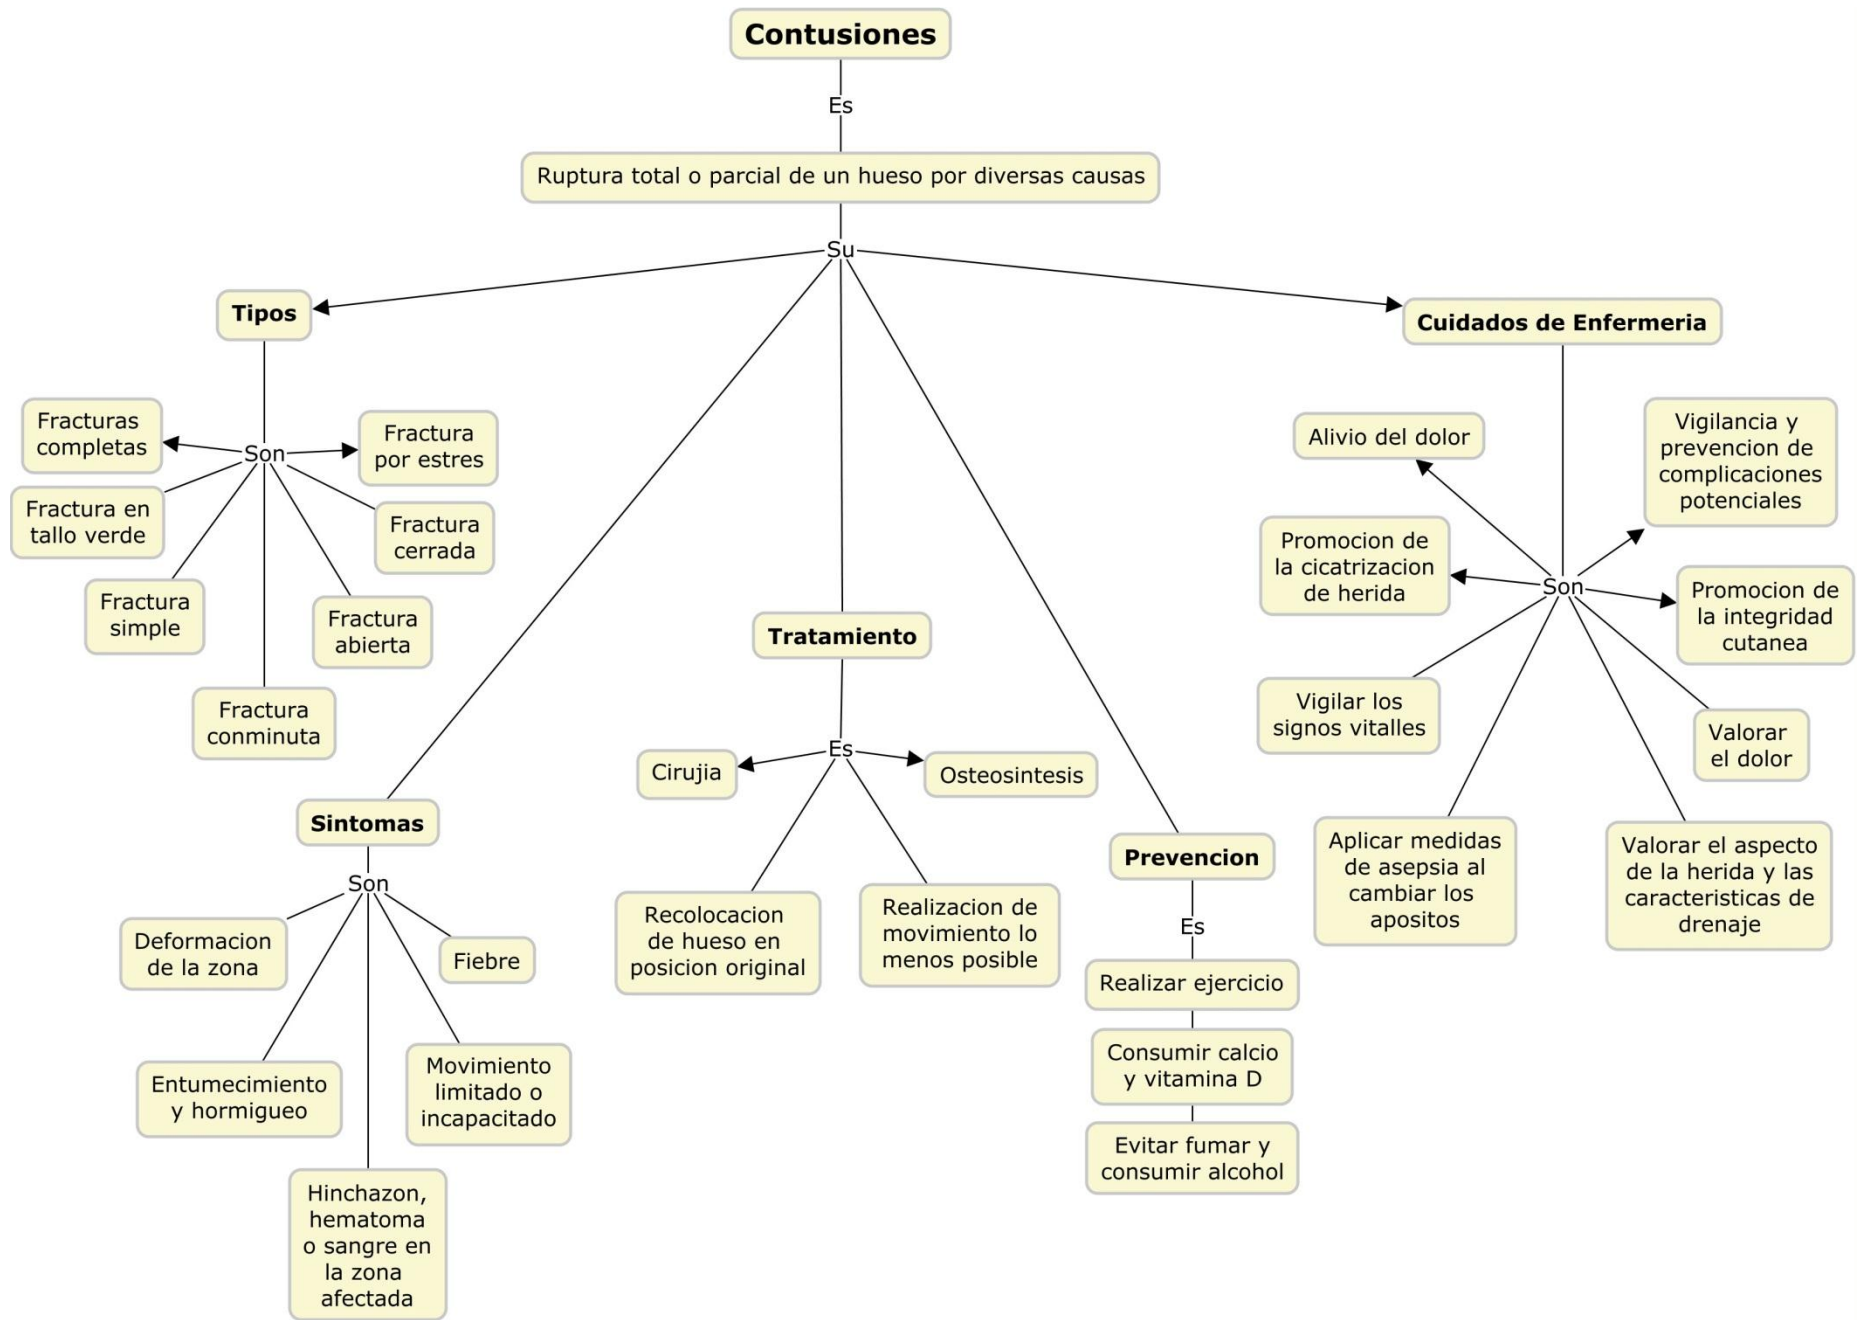 Contusiones
Es
Ruptura total o parcial de un hueso por diversas causas
Su
Tipos
Son
Fracturas
completas
Fractura
por estres
Fractura en
tallo verde
Fractura
cerrada
Fractura
simple
Fractura
abierta
Fractura
conminuta
Sintomas
Son
Deformacion
de la zona
Fiebre
Entumecimiento
y hormigueo
Movimiento
limitado o
incapacitado
Hinchazon,
hematoma
o sangre en
la zona
afectada
Tratamiento
Es
Cirujia
Osteosintesis
Recolocacion
de hueso en
posicion original
Realizacion de
movimiento lo
menos posible
Prevencion
Es
Realizar ejercicio
Consumir calcio
y vitamina D
Evitar fumar y
consumir alcohol
Cuidados de Enfermeria
Son
Alivio del dolor
Vigilancia y
prevencion de
complicaciones
potenciales
Promocion de
la cicatrizacion
de herida
Promocion de
la integridad
cutanea
Vigilar los
signos vitalles
Valorar
el dolor
Aplicar medidas
de asepsia al
cambiar los
apositos
Valorar el aspecto
de la herida y las
caracteristicas de
drenaje